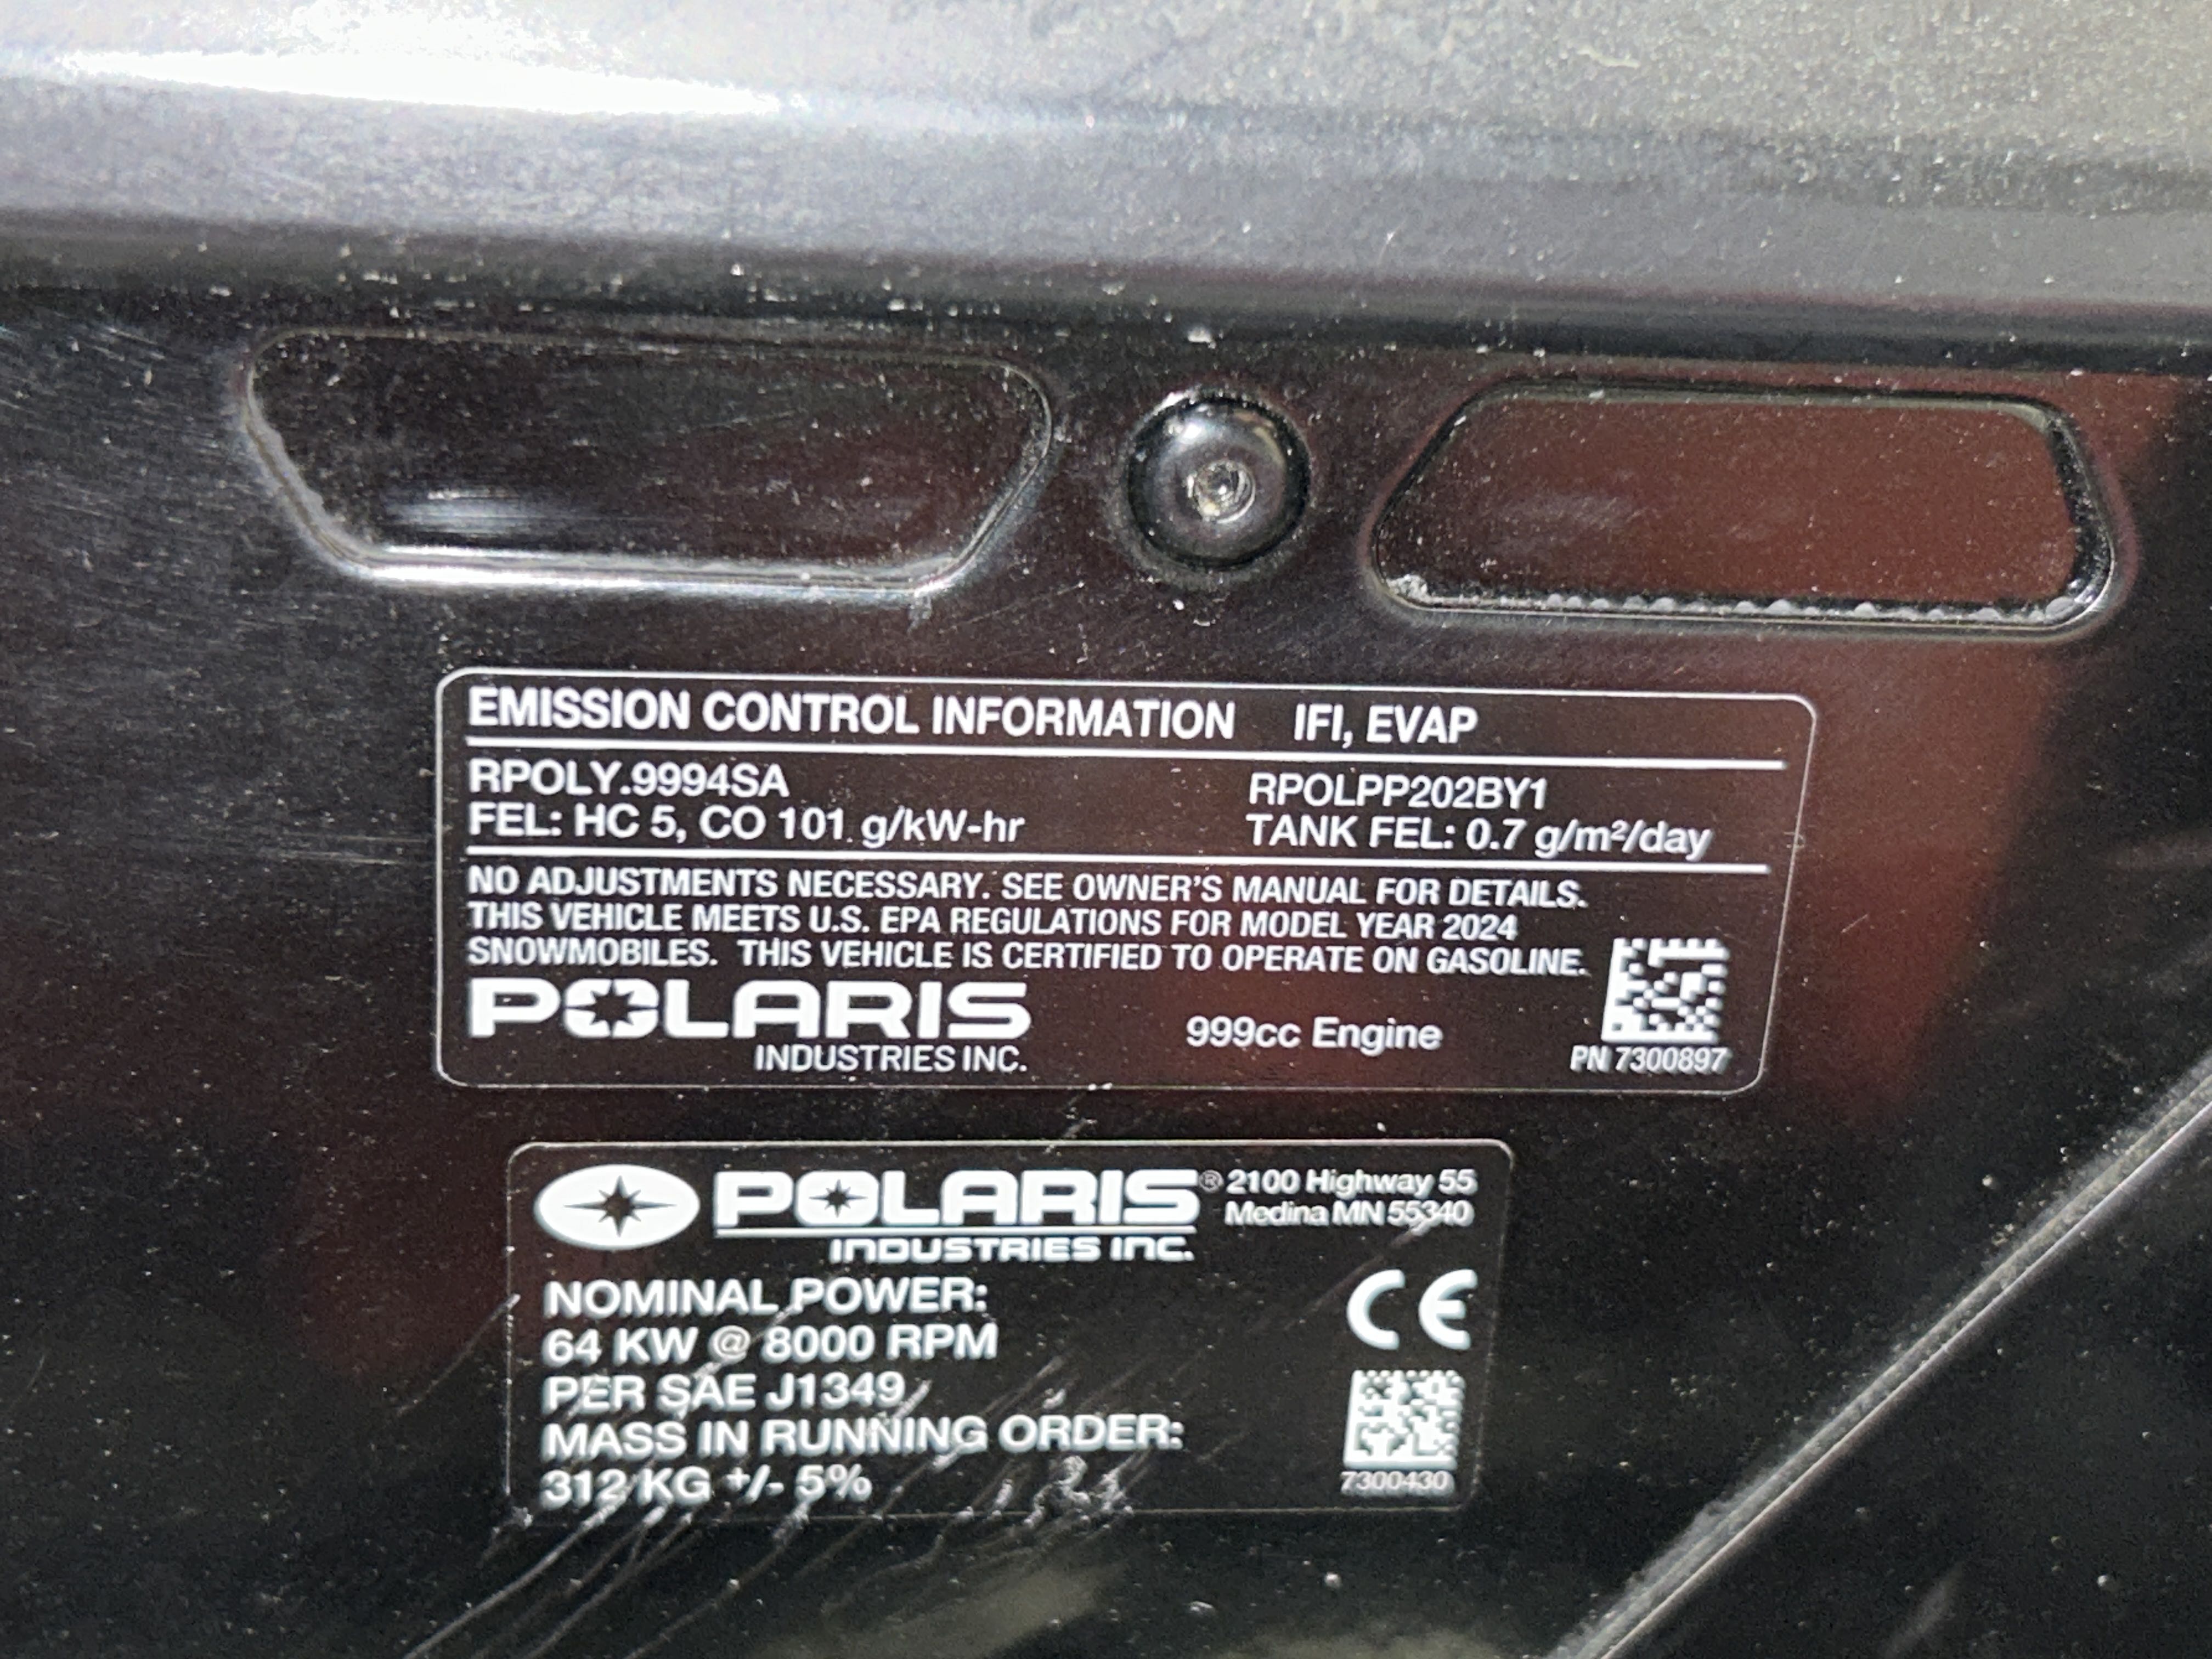 EMISSION CONTROL INFORMATION IFI, EVAP
RPOLY.9994SA RPOLPP202BY1
FEL: HC 5, CO 101 g/kW-hr TANK FEL: 0.7 g/m²/day
NO ADJUSTMENTS NECESSARY. SEE OWNER'S MANUAL FOR DETAILS.
THIS VEHICLE MEETS U.S. EPA REGULATIONS FOR MODEL YEAR 2024
SNOWMOBILES. THIS VEHICLE IS CERTIFIED TO OPERATE ON GASOLINE.
POLARIS
INDUSTRIES INC.
999cc Engine
PN 7300897
POLARIS®
INDUSTRIES INC.
2100 Highway 55
Medina MN 55340
NOMINAL POWER:
64 KW @ 8000 RPM
PER SAE J1349
MASS IN RUNNING ORDER:
312 KG +/- 5%
CE
7300430